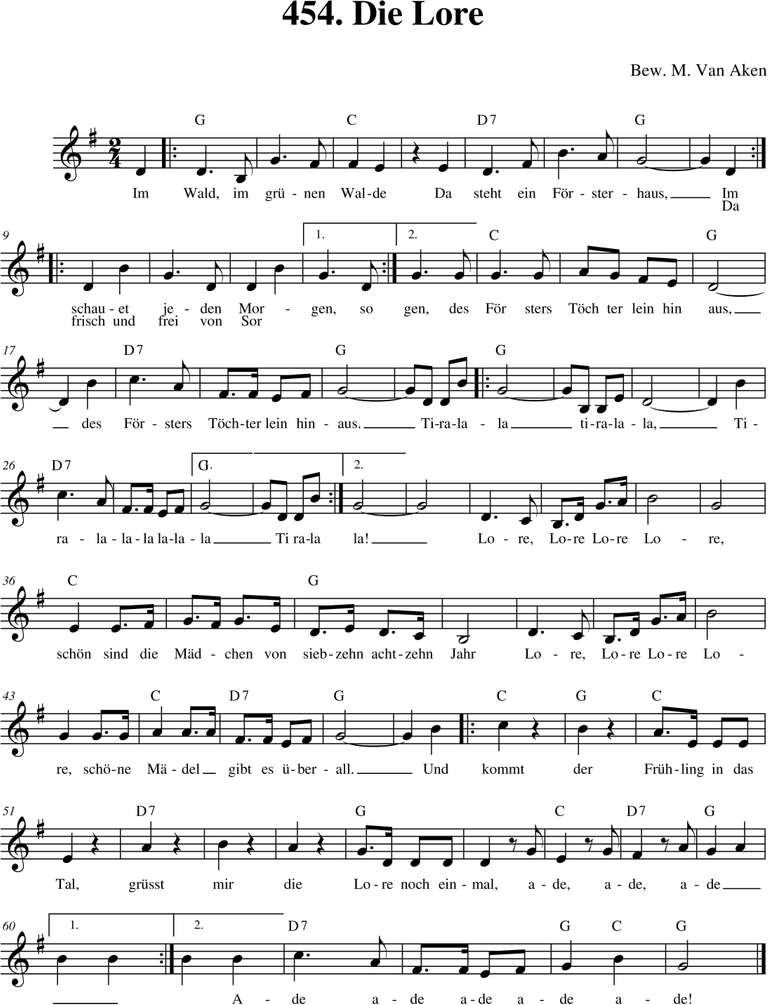 454. Die Lore
Bew. M. Van Aken
G C D7 G
2
4
Im Wald, im grü - nen Wal - de Da steht ein För - ster - haus, Im
Da
9
1. 2. C G
schau - et je - den Mor - gen, so gen, des För sters Töch ter lein hin aus,
frisch und frei von Sor
17
D7 G G
des För - sters Töch - ter lein hin - aus. Ti - ra - la - la ti - ra - la - la, Ti -
26
D7 G 1. 2.
ra - la - la - la la - la - la Ti ra - la la! Lo - re, Lo - re Lo - re Lo - re,
36
C G
schön sind die Mäd - chen von sieb - zehn acht - zehn Jahr Lo - re, Lo - re Lo - re Lo -
43
C D7 G C G C
re, schö - ne Mä - del gibt es ü - ber - all. Und kommt der Früh - ling in das
51
D7 G C D7 G
Tal, grüsst mir die Lo - re noch ein - mal, a - de, a - de, a - de
60
1. 2. D7 G C G
A - de a - de a - de a - de!